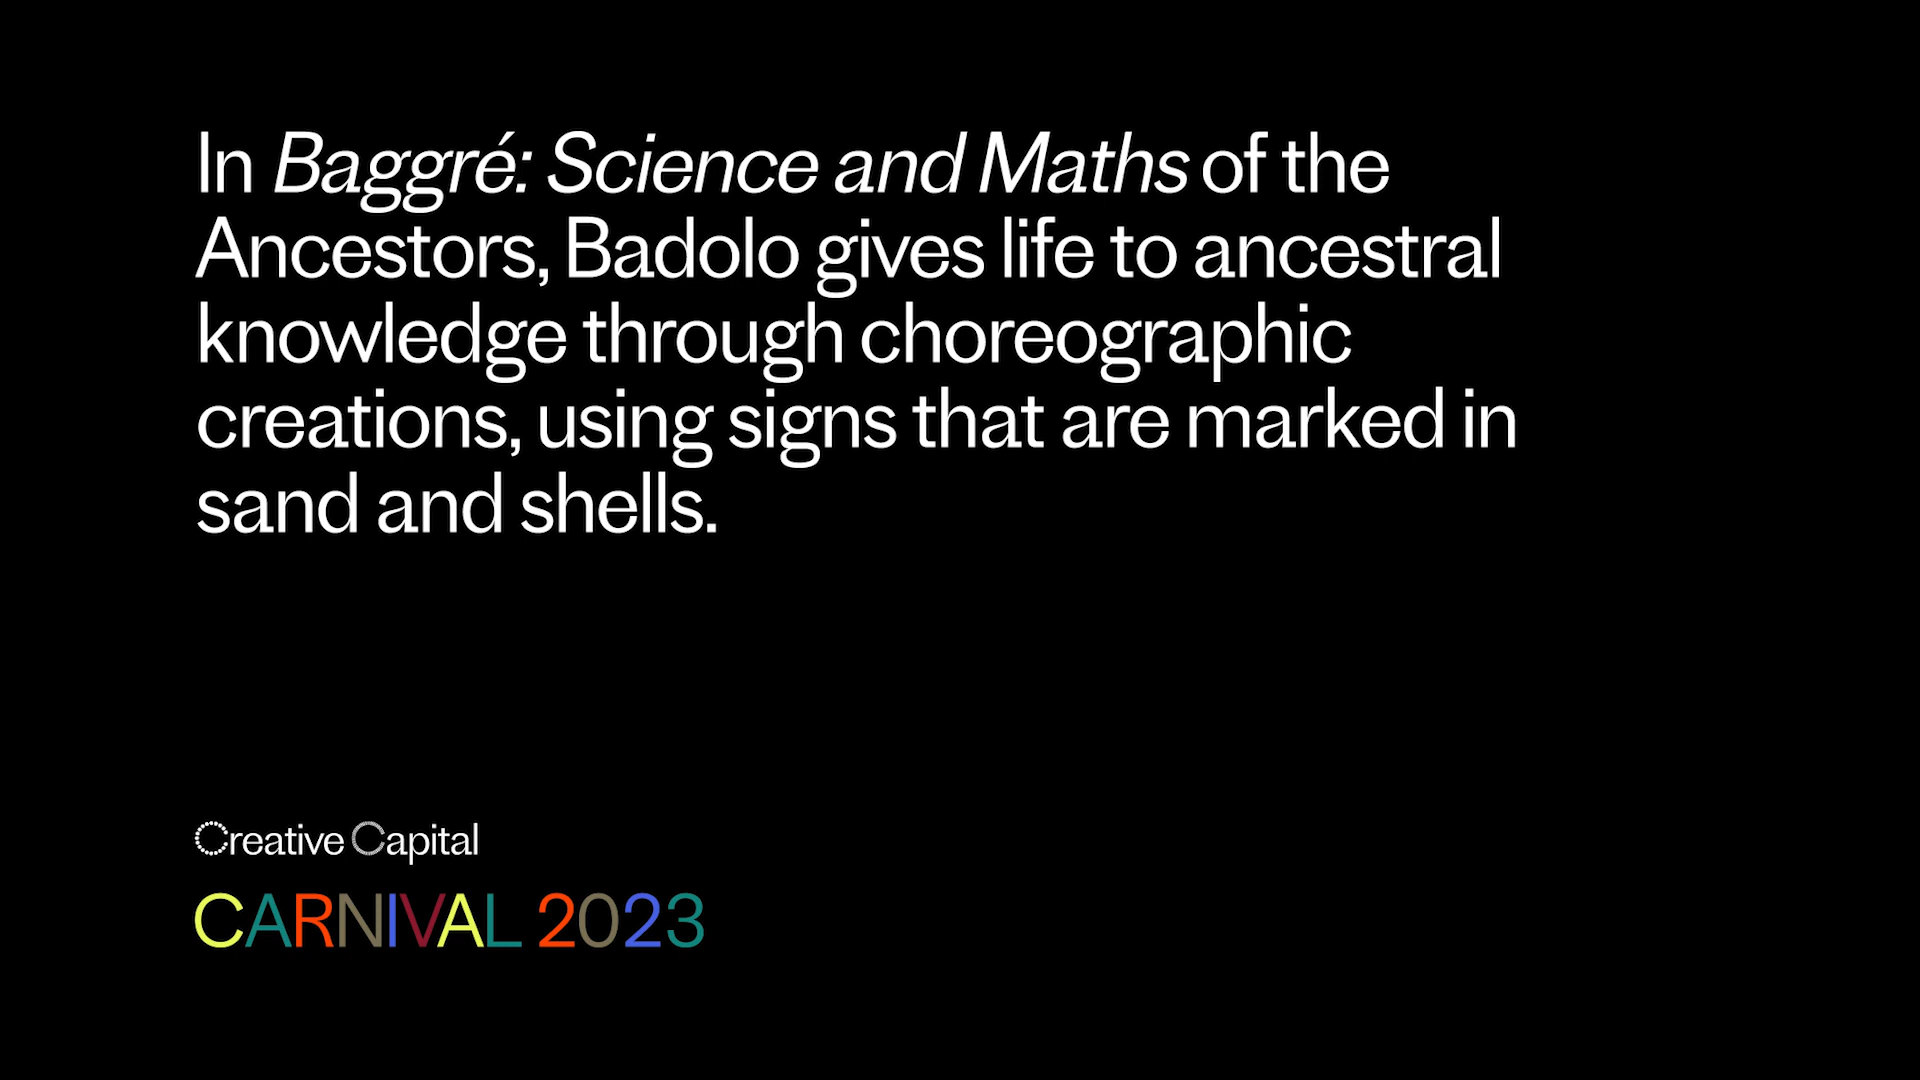 In Baggré: Science and Maths of the
Ancestors, Badolo gives life to ancestral
knowledge through choreographic
creations, using signs that are marked in
sand and shells.
Creative Capital
CARNIVAL 2023